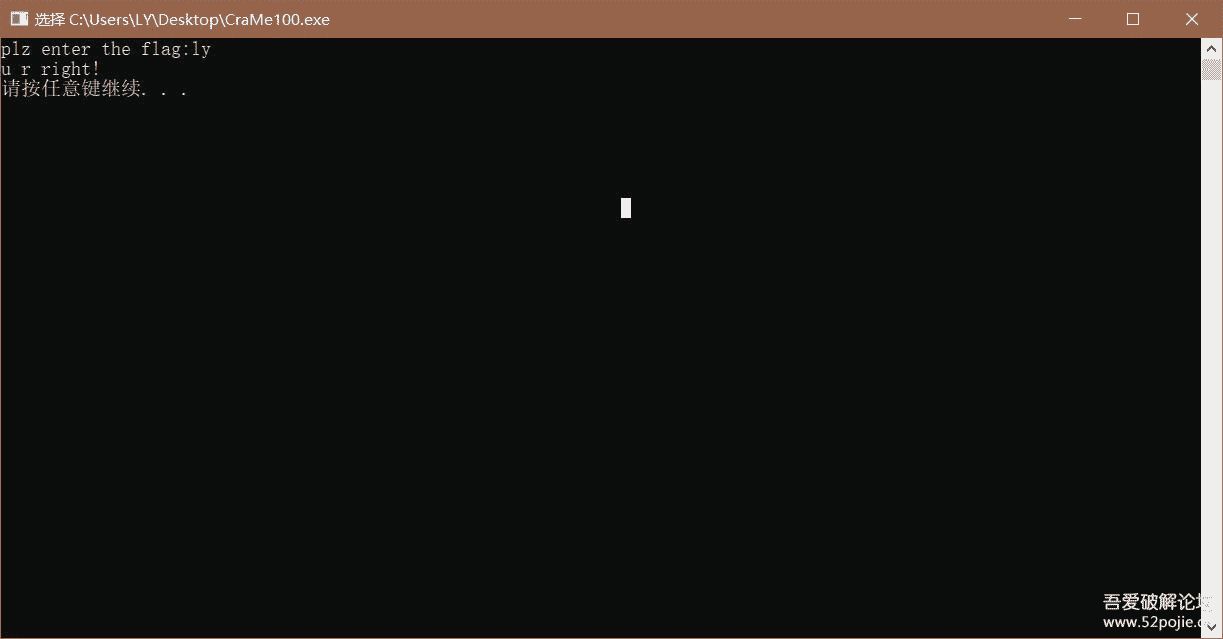 选择 C:\Users\LY\Desktop\CraMe100.exe
plz enter the flag:ly
u r right!
请按任意键继续. . .
吾爱破解论坛
www.52pojie.c